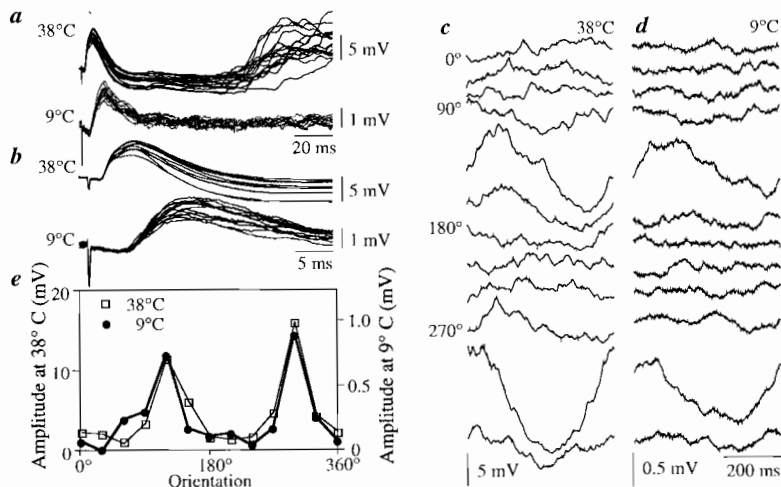 a
38°C
5 mV
9°C
1 mV
20 ms
b
38°C
5 mV
9°C
1 mV
5 ms
e
Amplitude at 38° C (mV)
20
10
0
38°C
9°C
1.0
0.5
0
Amplitude at 9° C (mV)
0°
180°
360°
Orientation
c
38°C
0°
90°
180°
270°
5 mV
d
9°C
0.5 mV
200 ms